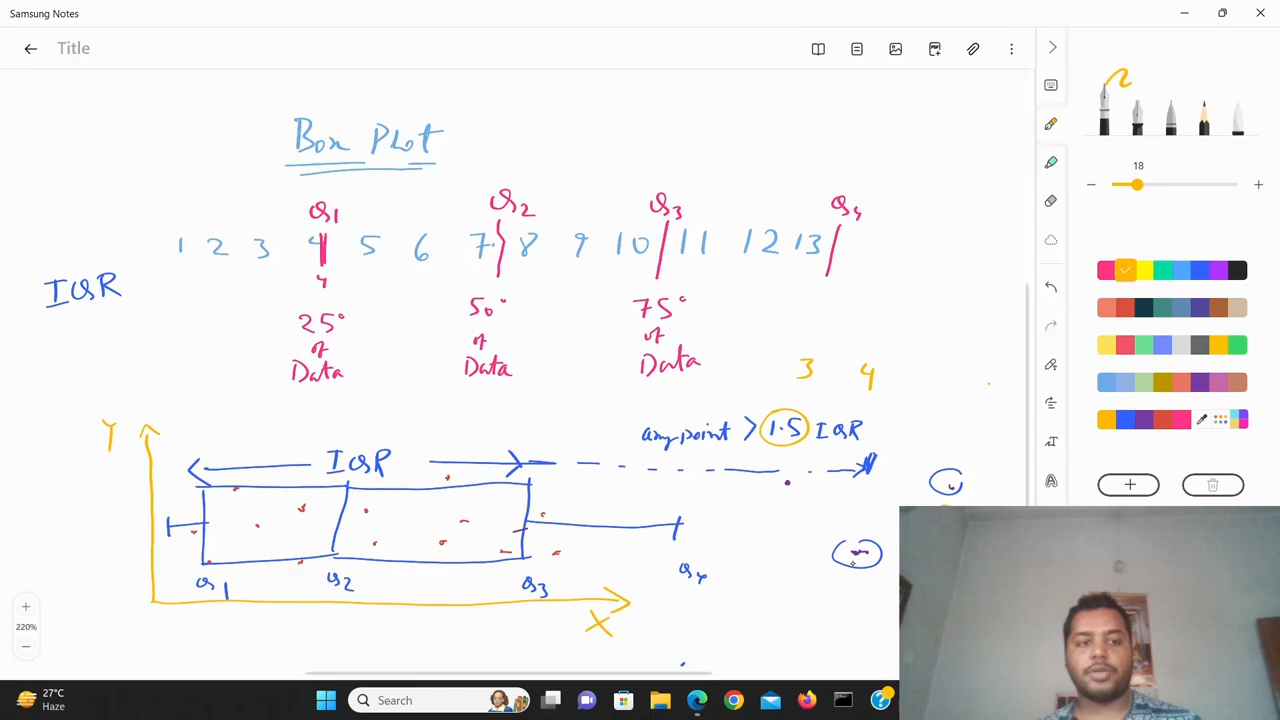 Samsung Notes
Title
Box Plot
Q1 Q2 Q3 Q4
1 2 3 4 5 6 7 8 9 10 11 12 13
IQR
4
25° 50° 75°
of of of
Data Data Data
3 4
Y
any point > 1.5 IQR
IQR
Q1 Q2 Q3 Q4
X
18
220%
27°C
Haze
Search